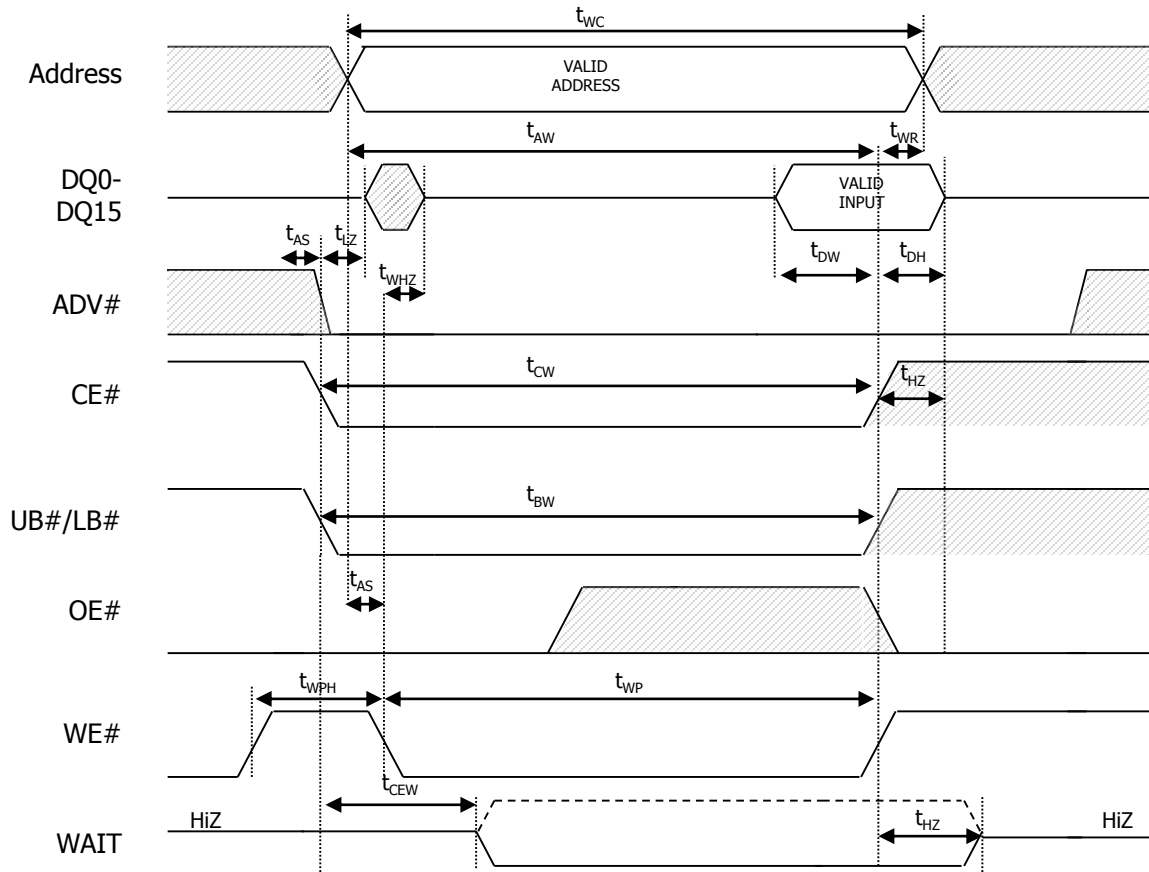 tWC
Address
VALID
ADDRESS
tAW
tWR
DQ0-
DQ15
VALID
INPUT
tAS
tLZ
tWHZ
tDW
tDH
ADV#
tCW
tHZ
CE#
tBW
UB#/LB#
tAS
OE#
tWPH
tWP
WE#
tCEW
HiZ
tHZ
HiZ
WAIT